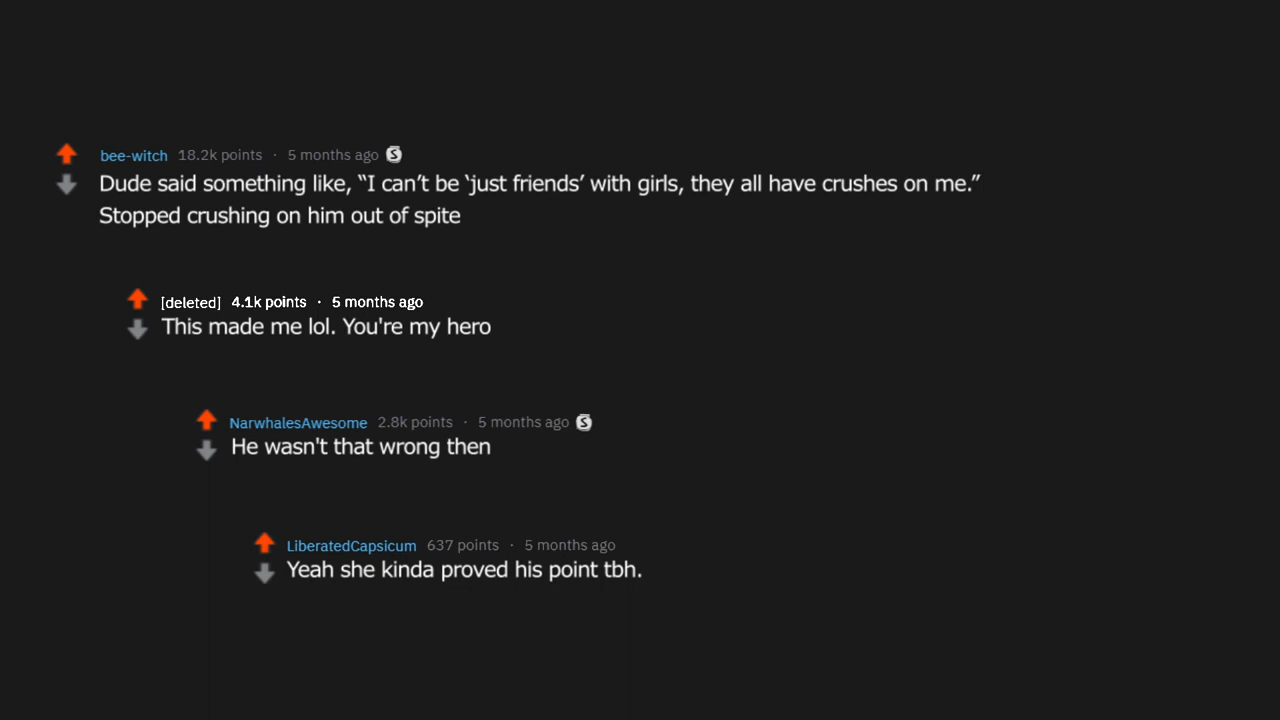 bee-witch 18.2k points · 5 months ago S
Dude said something like, “I can’t be ‘just friends’ with girls, they all have crushes on me.”
Stopped crushing on him out of spite
[deleted] 4.1k points · 5 months ago
This made me lol. You're my hero
NarwhalesAwesome 2.8k points · 5 months ago S
He wasn't that wrong then
LiberatedCapsicum 637 points · 5 months ago
Yeah she kinda proved his point tbh.